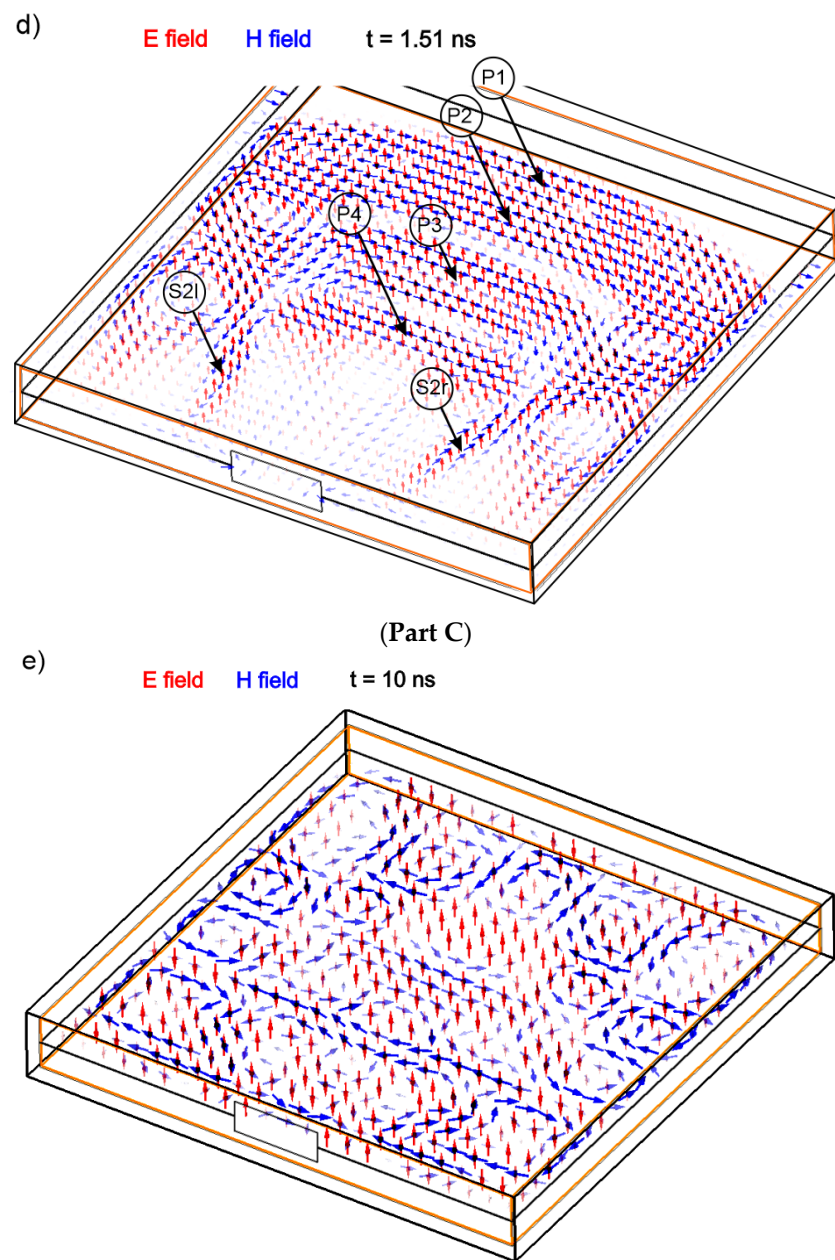 d)
E field H field t = 1.51 ns
P1
P2
P4
P3
S2l
S2r
(Part C)
e)
E field H field t = 10 ns